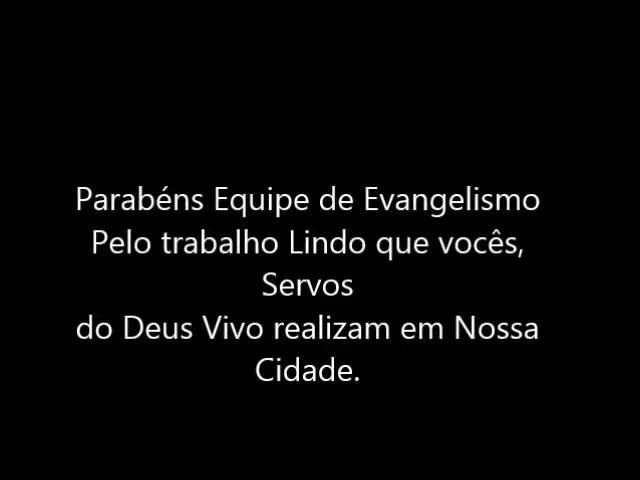 Parabéns Equipe de Evangelismo
Pelo trabalho Lindo que vocês,
Servos
do Deus Vivo realizam em Nossa
Cidade.